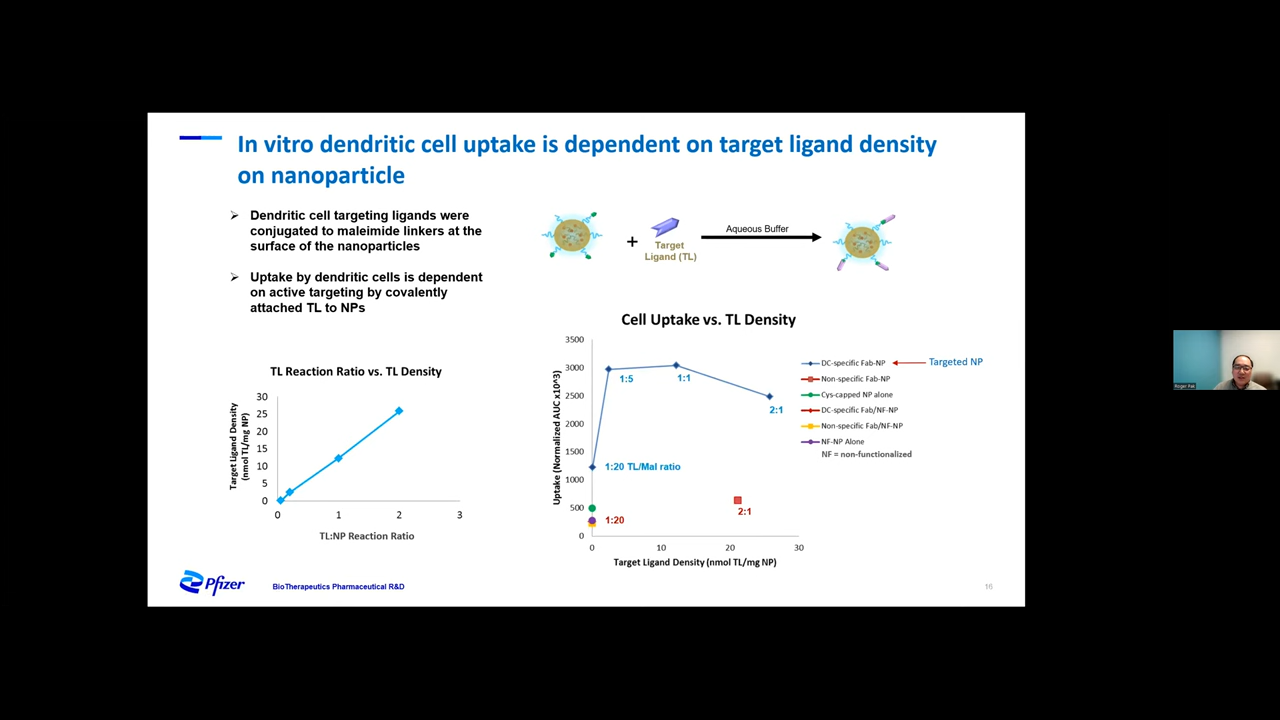 In vitro dendritic cell uptake is dependent on target ligand density
on nanoparticle
Dendritic cell targeting ligands were
conjugated to maleimide linkers at the
surface of the nanoparticles
Uptake by dendritic cells is dependent
on active targeting by covalently
attached TL to NPs
+
Target
Ligand (TL)
Aqueous Buffer
TL Reaction Ratio vs. TL Density
Target Ligand Density
(nmol TL/mg NP)
30
25
20
15
10
5
0
0 1 2 3
TL:NP Reaction Ratio
Cell Uptake vs. TL Density
Uptake (Normalized AUC x10^3)
3500
3000
2500
2000
1500
1000
500
0
1:5
1:1
2:1
1:20 TL/Mal ratio
2:1
1:20
0 10 20 30
Target Ligand Density (nmol TL/mg NP)
DC-specific Fab-NP
Targeted NP
Non-specific Fab-NP
Cys-capped NP alone
DC-specific Fab/NF-NP
Non-specific Fab/NF-NP
NF-NP Alone
NF = non-functionalized
Pfizer
BioTherapeutics Pharmaceutical R&D
16
Roger Pak